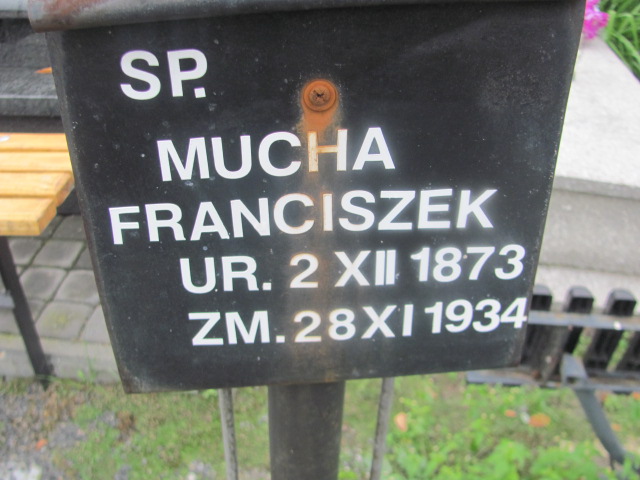 SP.
MUCHA
FRANCISZEK
UR. 2 XII 1873
ZM. 28 XI 1934